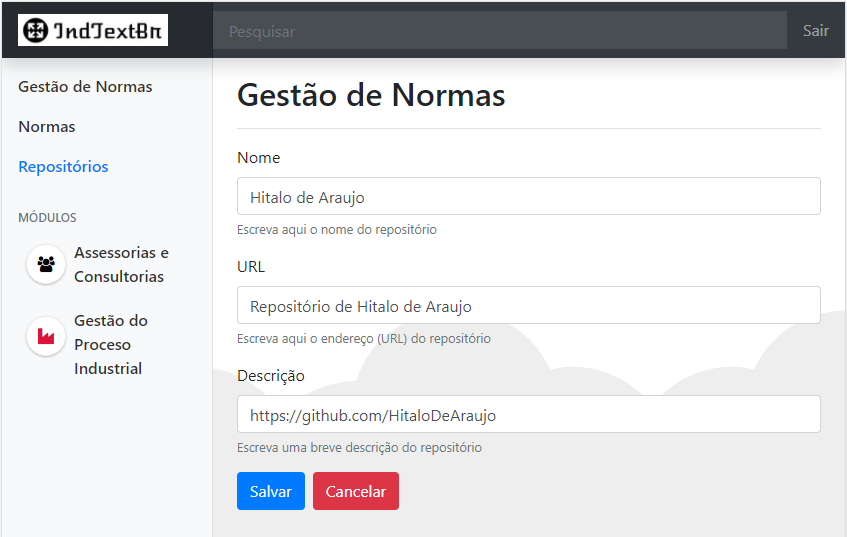 IndTextBr
Pesquisar
Sair
Gestão de Normas
Normas
Repositórios
MÓDULOS
Assessorias e
Consultorias
Gestão do
Proceso
Industrial
Gestão de Normas
Nome
Hitalo de Araujo
Escreva aqui o nome do repositório
URL
Repositório de Hitalo de Araujo
Escreva aqui o endereço (URL) do repositório
Descrição
https://github.com/HitaloDeAraujo
Escreva uma breve descrição do repositório
Salvar
Cancelar